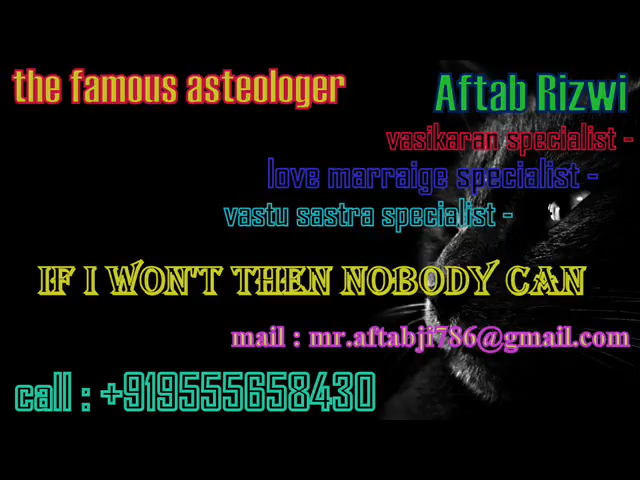 the famous asteologer
Aftab Rizwi
vasikaran specialist -
love marraige specialist -
vastu sastra specialist -
IF I WON'T THEN NOBODY CAN
mail : mr.aftabji786@gmail.com
call : +919555658430